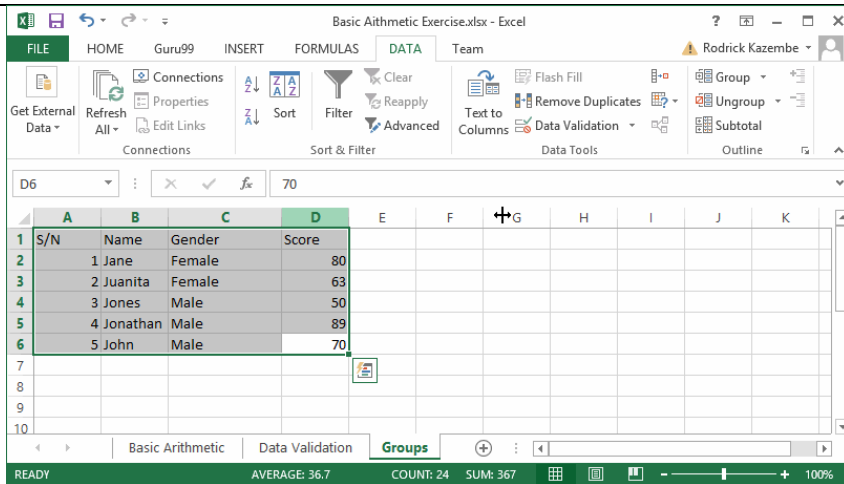 Basic Aithmetic Exercise.xlsx - Excel
FILE HOME Guru99 INSERT FORMULAS DATA Team Rodrick Kazembe
Get External Data
Refresh All
Connections
Properties
Edit Links
Connections
Sort
Filter
Clear
Reapply
Advanced
Sort & Filter
Text to Columns
Flash Fill
Remove Duplicates
Data Validation
Data Tools
Group
Ungroup
Subtotal
Outline
D6 fx 70
A B C D E F G H I J K
1 S/N Name Gender Score
2 1 Jane Female 80
3 2 Juanita Female 63
4 3 Jones Male 50
5 4 Jonathan Male 89
6 5 John Male 70
7
8
9
10
Basic Arithmetic Data Validation Groups
READY AVERAGE: 36.7 COUNT: 24 SUM: 367 100%